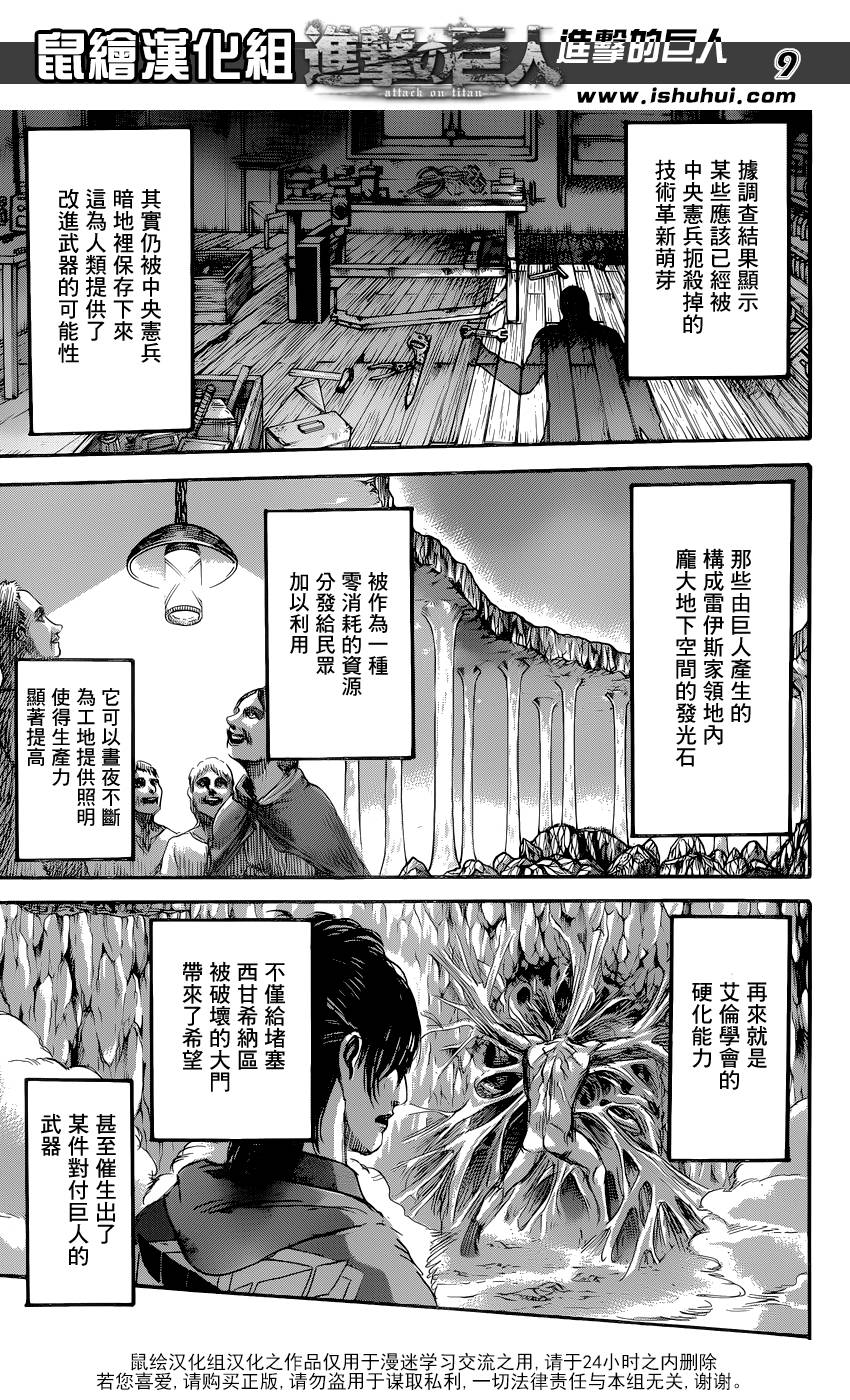 鼠繪漢化組
進擊の巨人
attack on titan
進擊的巨人
9
www.ishuhui.com
據調查結果顯示
某些應該已經被
中央憲兵扼殺掉的
技術革新萌芽
其實仍被中央憲兵
暗地裡保存下來
這為人類提供了
改進武器的可能性
那些由巨人產生的
構成雷伊斯家領地內
龐大地下空間的發光石
被作為一種
零消耗的資源
分發給民眾
加以利用
它可以晝夜不斷
為工地提供照明
使得生產力
顯著提高
再來就是
艾倫學會的
硬化能力
不僅給堵塞
西甘希納區
被破壞的大門
帶來了希望
甚至催生出了
某件對付巨人的
武器
鼠绘汉化组汉化之作品仅用于漫迷学习交流之用, 请于24小时之内删除
若您喜爱, 请购买正版, 请勿盗用于谋取私利, 一切法律责任与本组无关, 谢谢。